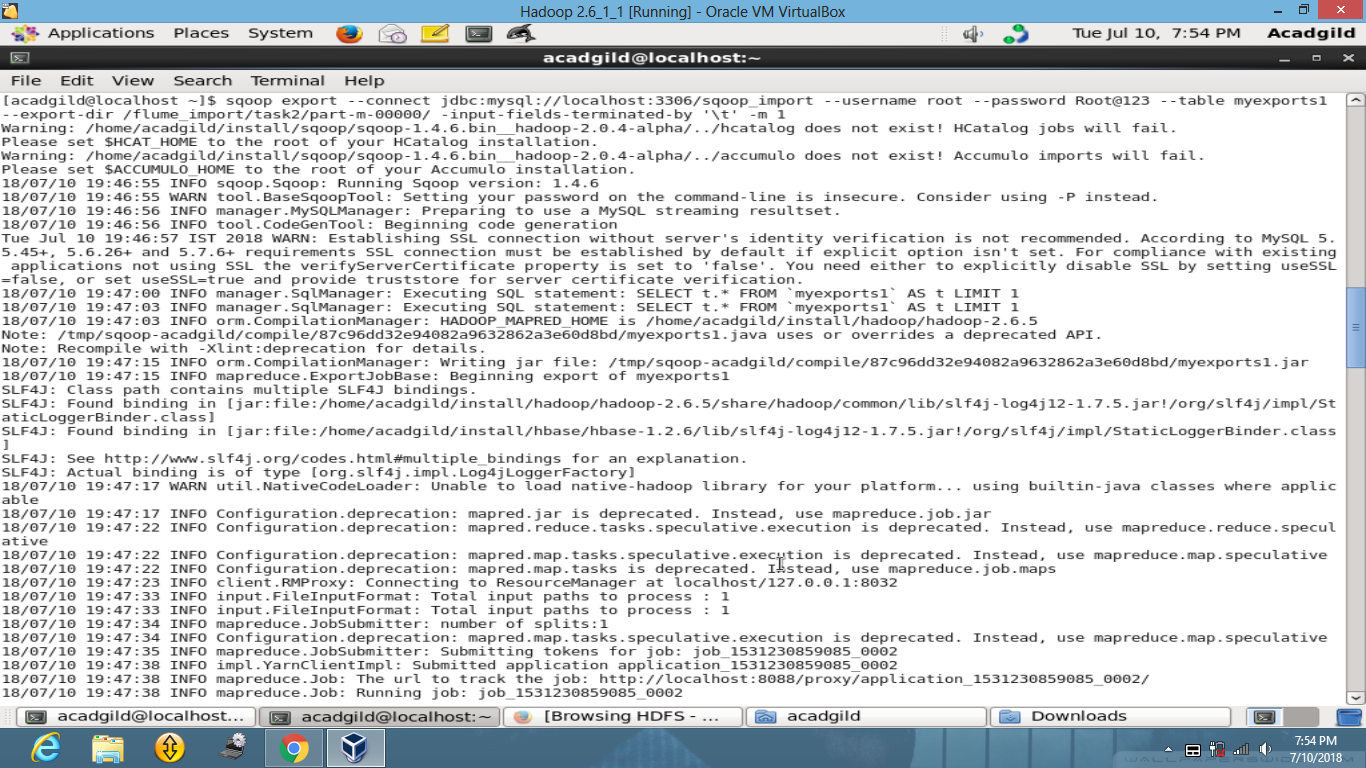 Hadoop 2.6_1_1 [Running] - Oracle VM VirtualBox
Applications Places System Tue Jul 10, 7:54 PM Acadgild
acadgild@localhost:~
File Edit View Search Terminal Help
[acadgild@localhost ~]$ sqoop export --connect jdbc:mysql://localhost:3306/sqoop_import --username root --password Root@123 --table myexports1
--export-dir /flume_import/task2/part-m-00000/ -input-fields-terminated-by '\t' -m 1
Warning: /home/acadgild/install/sqoop/sqoop-1.4.6.bin__hadoop-2.0.4-alpha/../hcatalog does not exist! HCatalog jobs will fail.
Please set $HCAT_HOME to the root of your HCatalog installation.
Warning: /home/acadgild/install/sqoop/sqoop-1.4.6.bin__hadoop-2.0.4-alpha/../accumulo does not exist! Accumulo imports will fail.
Please set $ACCUMULO_HOME to the root of your Accumulo installation.
18/07/10 19:46:55 INFO sqoop.Sqoop: Running Sqoop version: 1.4.6
18/07/10 19:46:55 WARN tool.BaseSqoopTool: Setting your password on the command-line is insecure. Consider using -P instead.
18/07/10 19:46:56 INFO manager.MySQLManager: Preparing to use a MySQL streaming resultset.
18/07/10 19:46:56 INFO tool.CodeGenTool: Beginning code generation
Tue Jul 10 19:46:57 IST 2018 WARN: Establishing SSL connection without server's identity verification is not recommended. According to MySQL 5.
5.45+, 5.6.26+ and 5.7.6+ requirements SSL connection must be established by default if explicit option isn't set. For compliance with existing
applications not using SSL the verifyServerCertificate property is set to 'false'. You need either to explicitly disable SSL by setting useSSL
=false, or set useSSL=true and provide truststore for server certificate verification.
18/07/10 19:47:00 INFO manager.SqlManager: Executing SQL statement: SELECT t.* FROM `myexports1` AS t LIMIT 1
18/07/10 19:47:03 INFO manager.SqlManager: Executing SQL statement: SELECT t.* FROM `myexports1` AS t LIMIT 1
18/07/10 19:47:03 INFO orm.CompilationManager: HADOOP_MAPRED_HOME is /home/acadgild/install/hadoop/hadoop-2.6.5
Note: /tmp/sqoop-acadgild/compile/87c96dd32e94082a9632862a3e60d8bd/myexports1.java uses or overrides a deprecated API.
Note: Recompile with -Xlint:deprecation for details.
18/07/10 19:47:15 INFO orm.CompilationManager: Writing jar file: /tmp/sqoop-acadgild/compile/87c96dd32e94082a9632862a3e60d8bd/myexports1.jar
18/07/10 19:47:15 INFO mapreduce.ExportJobBase: Beginning export of myexports1
SLF4J: Class path contains multiple SLF4J bindings.
SLF4J: Found binding in [jar:file:/home/acadgild/install/hadoop/hadoop-2.6.5/share/hadoop/common/lib/slf4j-log4j12-1.7.5.jar!/org/slf4j/impl/St
aticLoggerBinder.class]
SLF4J: Found binding in [jar:file:/home/acadgild/install/hbase/hbase-1.2.6/lib/slf4j-log4j12-1.7.5.jar!/org/slf4j/impl/StaticLoggerBinder.class
]
SLF4J: See http://www.slf4j.org/codes.html#multiple_bindings for an explanation.
SLF4J: Actual binding is of type [org.slf4j.impl.Log4jLoggerFactory]
18/07/10 19:47:17 WARN util.NativeCodeLoader: Unable to load native-hadoop library for your platform... using builtin-java classes where applic
able
18/07/10 19:47:17 INFO Configuration.deprecation: mapred.jar is deprecated. Instead, use mapreduce.job.jar
18/07/10 19:47:22 INFO Configuration.deprecation: mapred.reduce.tasks.speculative.execution is deprecated. Instead, use mapreduce.reduce.specul
ative
18/07/10 19:47:22 INFO Configuration.deprecation: mapred.map.tasks.speculative.execution is deprecated. Instead, use mapreduce.map.speculative
18/07/10 19:47:22 INFO Configuration.deprecation: mapred.map.tasks is deprecated. Instead, use mapreduce.job.maps
18/07/10 19:47:23 INFO client.RMProxy: Connecting to ResourceManager at localhost/127.0.0.1:8032
18/07/10 19:47:33 INFO input.FileInputFormat: Total input paths to process : 1
18/07/10 19:47:33 INFO input.FileInputFormat: Total input paths to process : 1
18/07/10 19:47:34 INFO mapreduce.JobSubmitter: number of splits:1
18/07/10 19:47:34 INFO Configuration.deprecation: mapred.map.tasks.speculative.execution is deprecated. Instead, use mapreduce.map.speculative
18/07/10 19:47:35 INFO mapreduce.JobSubmitter: Submitting tokens for job: job_1531230859085_0002
18/07/10 19:47:38 INFO impl.YarnClientImpl: Submitted application application_1531230859085_0002
18/07/10 19:47:38 INFO mapreduce.Job: The url to track the job: http://localhost:8088/proxy/application_1531230859085_0002/
18/07/10 19:47:38 INFO mapreduce.Job: Running job: job_1531230859085_0002
acadgild@localhost... acadgild@localhost:~ [Browsing HDFS - ... acadgild Downloads
7:54 PM
7/10/2018